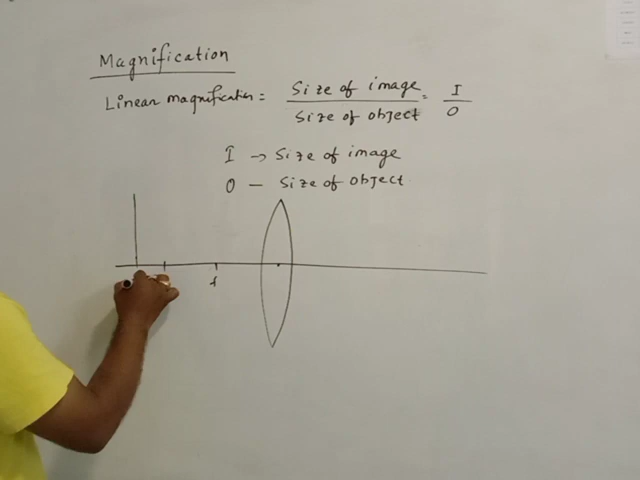 Magnification
Linear magnification = Size of image / Size of object = I / O
I → Size of image
O – Size of object
f